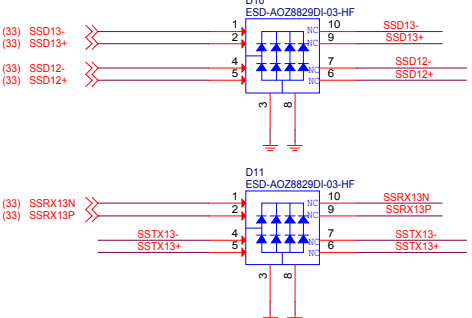 D10
ESD-AOZ8829DI-03-HF
(33) SSD13- 1 NC 10 SSD13-
(33) SSD13+ 2 NC 9 SSD13+
(33) SSD12- 4 NC 7 SSD12-
(33) SSD12+ 5 NC 6 SSD12+
3 8
D11
ESD-AOZ8829DI-03-HF
(33) SSRX13N 1 NC 10 SSRX13N
(33) SSRX13P 2 NC 9 SSRX13P
SSTX13- 4 NC 7 SSTX13-
SSTX13+ 5 NC 6 SSTX13+
3 8